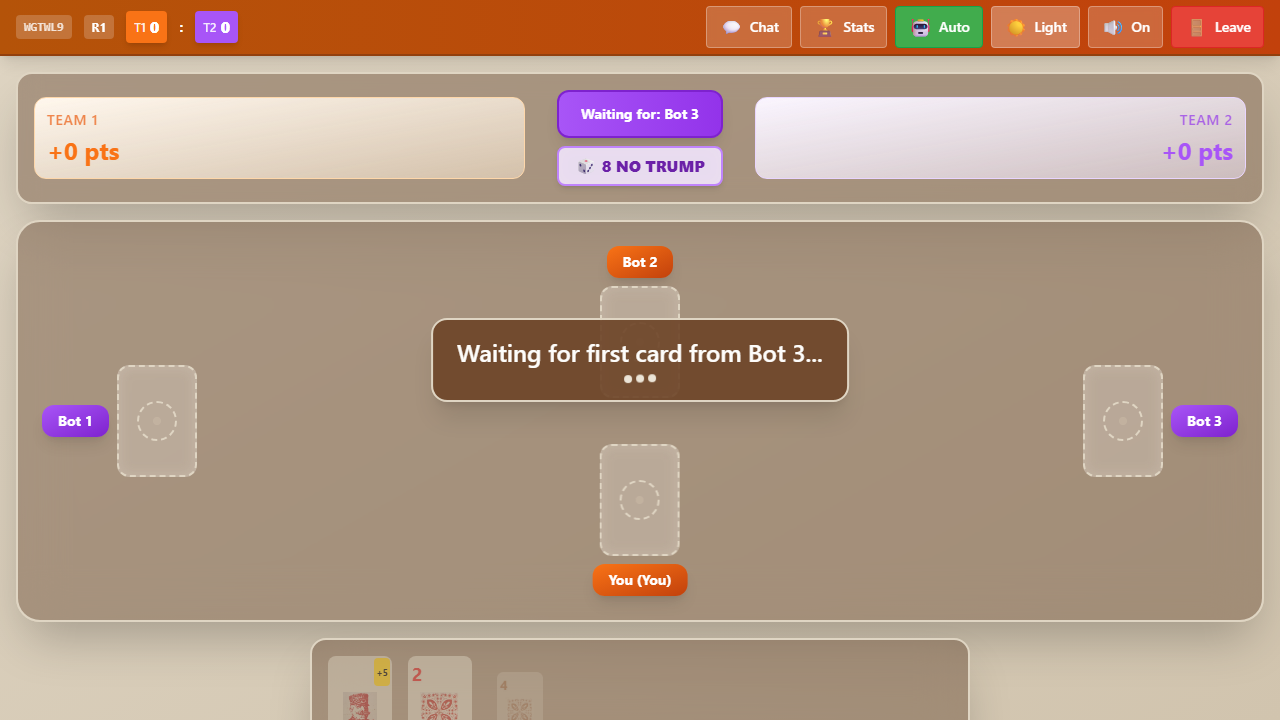 WGTWL9 R1 T1 0 : T2 0 Chat Stats Auto Light On Leave
TEAM 1
+0 pts
Waiting for: Bot 3
8 NO TRUMP
TEAM 2
+0 pts
Bot 2
Waiting for first card from Bot 3...
Bot 1
Bot 3
You (You)
+5
2
4